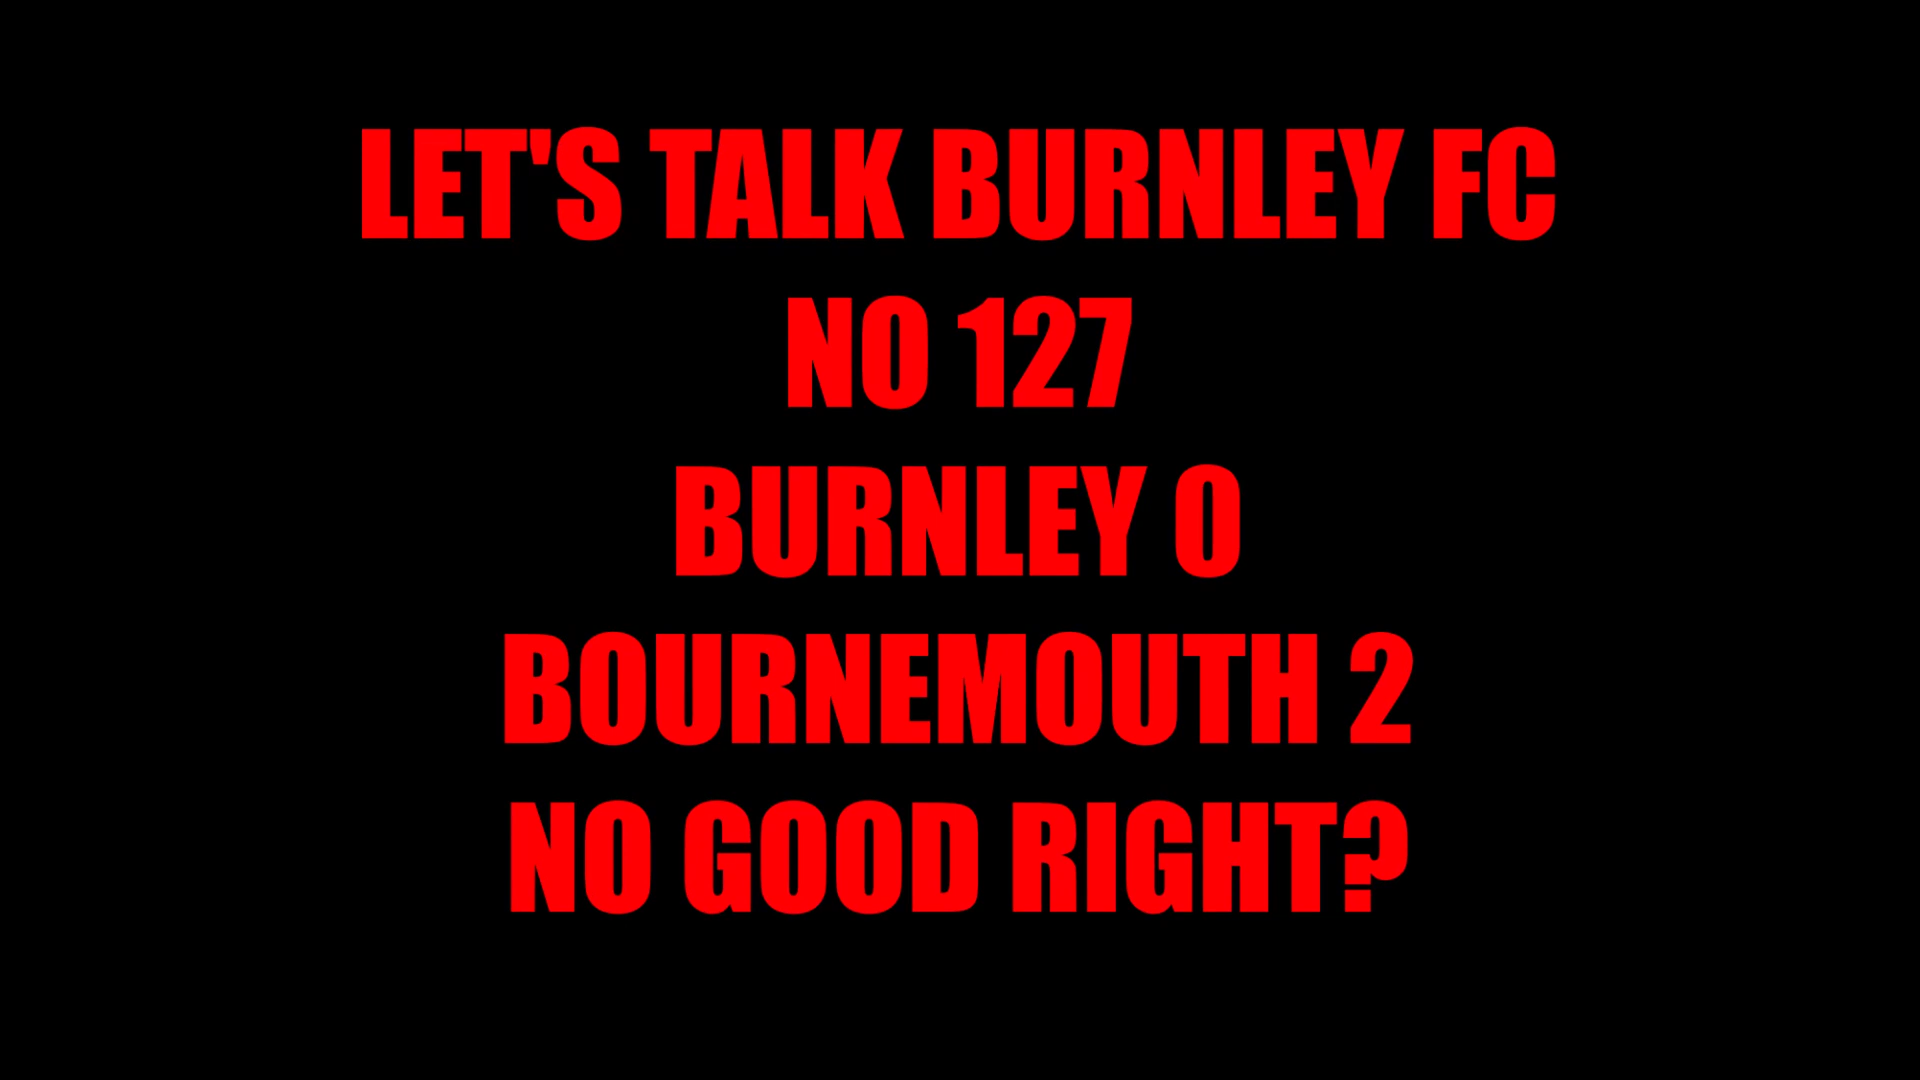 LET'S TALK BURNLEY FC
NO 127
BURNLEY 0
BOURNEMOUTH 2
NO GOOD RIGHT?